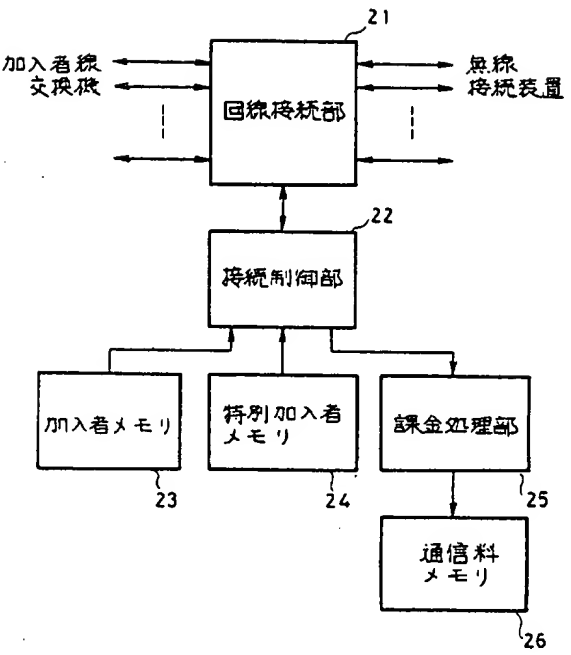 21
加入者線
交換機
無線
接続装置
回線接続部
22
接続制御部
加入者メモリ
23
特別加入者
メモリ
24
課金処理部
25
通信料
メモリ
26